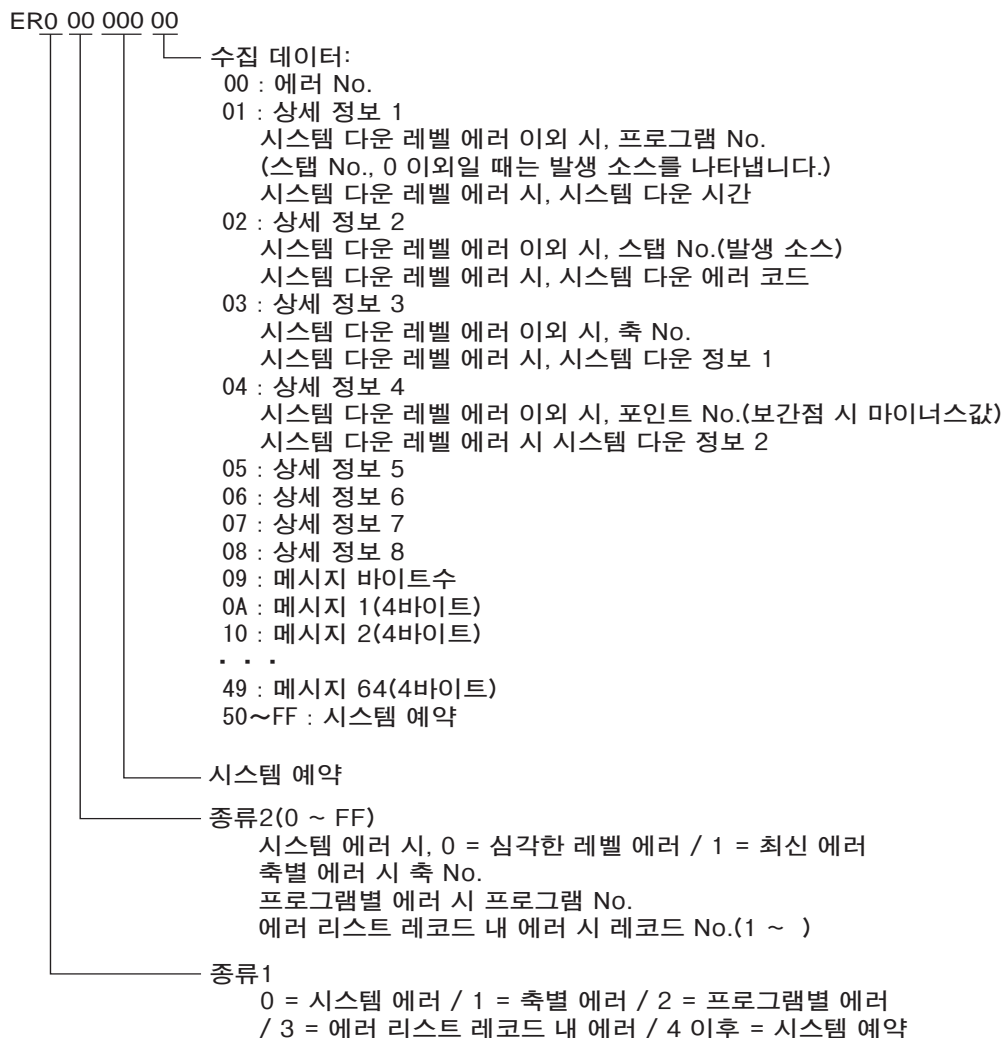 ER0 00 000 00
수집 데이터:
00 : 에러 No.
01 : 상세 정보 1
시스템 다운 레벨 에러 이외 시, 프로그램 No.
(스탭 No., 0 이외일 때는 발생 소스를 나타냅니다.)
시스템 다운 레벨 에러 시, 시스템 다운 시간
02 : 상세 정보 2
시스템 다운 레벨 에러 이외 시, 스탭 No.(발생 소스)
시스템 다운 레벨 에러 시, 시스템 다운 에러 코드
03 : 상세 정보 3
시스템 다운 레벨 에러 이외 시, 축 No.
시스템 다운 레벨 에러 시, 시스템 다운 정보 1
04 : 상세 정보 4
시스템 다운 레벨 에러 이외 시, 포인트 No.(보간점 시 마이너스값)
시스템 다운 레벨 에러 시 시스템 다운 정보 2
05 : 상세 정보 5
06 : 상세 정보 6
07 : 상세 정보 7
08 : 상세 정보 8
09 : 메시지 바이트수
0A : 메시지 1(4바이트)
10 : 메시지 2(4바이트)
・ ・ ・
49 : 메시지 64(4바이트)
50～FF : 시스템 예약
시스템 예약
종류2(0 ~ FF)
시스템 에러 시, 0 = 심각한 레벨 에러 / 1 = 최신 에러
축별 에러 시 축 No.
프로그램별 에러 시 프로그램 No.
에러 리스트 레코드 내 에러 시 레코드 No.(1 ~ )
종류1
0 = 시스템 에러 / 1 = 축별 에러 / 2 = 프로그램별 에러
/ 3 = 에러 리스트 레코드 내 에러 / 4 이후 = 시스템 예약